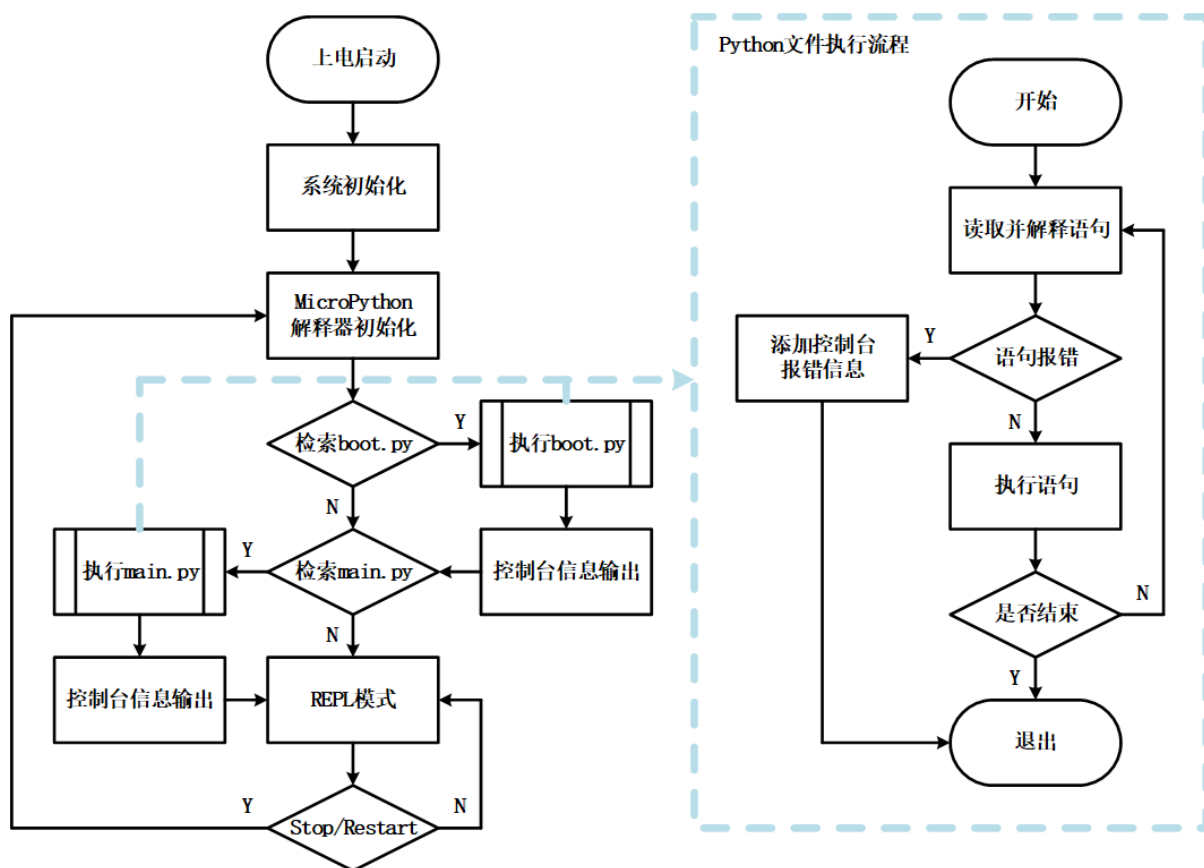 上电启动
系统初始化
MicroPython
解释器初始化
检索boot.py
Y
执行boot.py
N
控制台信息输出
检索main.py
Y
执行main.py
N
控制台信息输出
REPL模式
Stop/Restart
Y
N
Python文件执行流程
开始
读取并解释语句
语句报错
Y
添加控制台
报错信息
N
执行语句
是否结束
N
Y
退出